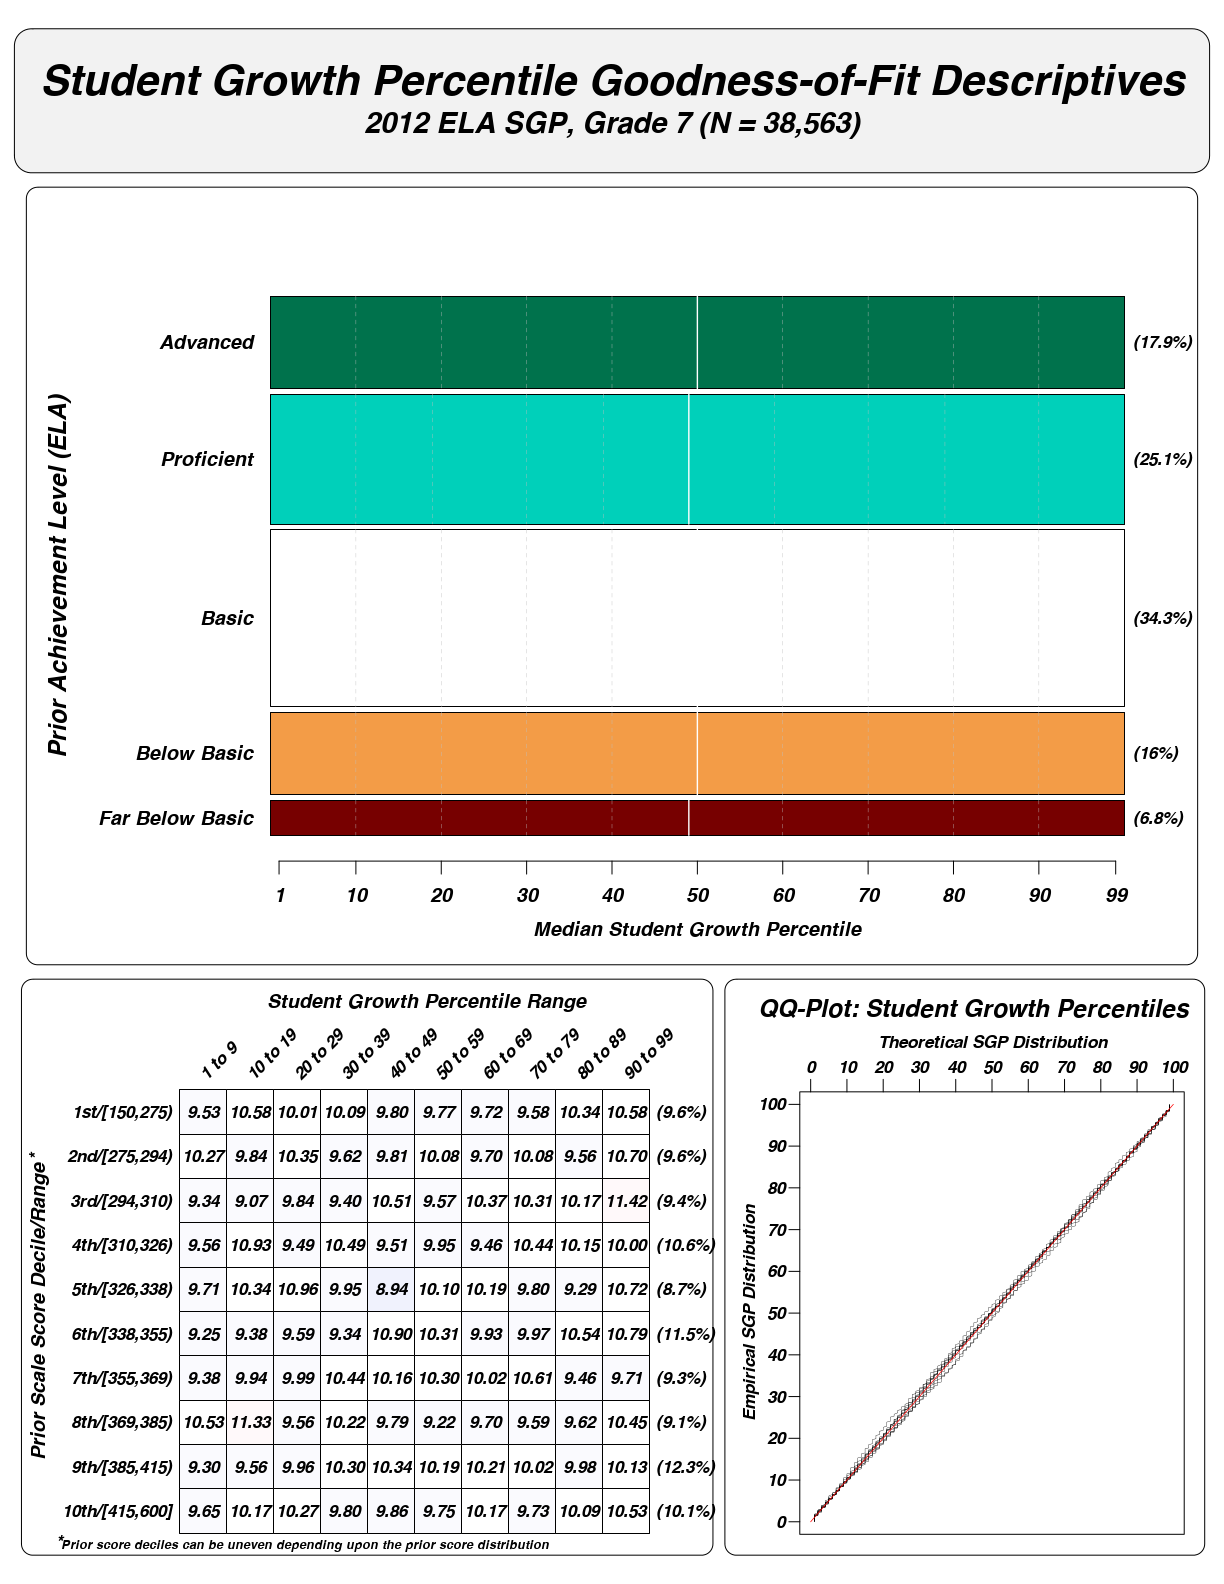 Student Growth Percentile Goodness-of-Fit Descriptives
2012 ELA SGP, Grade 7 (N = 38,563)
Prior Achievement Level (ELA)
Advanced (17.9%)
Proficient (25.1%)
Basic (34.3%)
Below Basic (16%)
Far Below Basic (6.8%)
1 10 20 30 40 50 60 70 80 90 99
Median Student Growth Percentile
Student Growth Percentile Range
1 to 9 10 to 19 20 to 29 30 to 39 40 to 49 50 to 59 60 to 69 70 to 79 80 to 89 90 to 99
Prior Scale Score Decile/Range*
1st/[150,275) 9.53 10.58 10.01 10.09 9.80 9.77 9.72 9.58 10.34 10.58 (9.6%)
2nd/[275,294) 10.27 9.84 10.35 9.62 9.81 10.08 9.70 10.08 9.56 10.70 (9.6%)
3rd/[294,310) 9.34 9.07 9.84 9.40 10.51 9.57 10.37 10.31 10.17 11.42 (9.4%)
4th/[310,326) 9.56 10.93 9.49 10.49 9.51 9.95 9.46 10.44 10.15 10.00 (10.6%)
5th/[326,338) 9.71 10.34 10.96 9.95 8.94 10.10 10.19 9.80 9.29 10.72 (8.7%)
6th/[338,355) 9.25 9.38 9.59 9.34 10.90 10.31 9.93 9.97 10.54 10.79 (11.5%)
7th/[355,369) 9.38 9.94 9.99 10.44 10.16 10.30 10.02 10.61 9.46 9.71 (9.3%)
8th/[369,385) 10.53 11.33 9.56 10.22 9.79 9.22 9.70 9.59 9.62 10.45 (9.1%)
9th/[385,415) 9.30 9.56 9.96 10.30 10.34 10.19 10.21 10.02 9.98 10.13 (12.3%)
10th/[415,600] 9.65 10.17 10.27 9.80 9.86 9.75 10.17 9.73 10.09 10.53 (10.1%)
*Prior score deciles can be uneven depending upon the prior score distribution
QQ-Plot: Student Growth Percentiles
Theoretical SGP Distribution
0 10 20 30 40 50 60 70 80 90 100
Empirical SGP Distribution
100
90
80
70
60
50
40
30
20
10
0